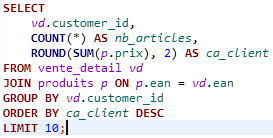 SELECT
vd.customer_id,
COUNT(*) AS nb_articles,
ROUND(SUM(p.prix), 2) AS ca_client
FROM vente_detail vd
JOIN produits p ON p.ean = vd.ean
GROUP BY vd.customer_id
ORDER BY ca_client DESC
LIMIT 10;